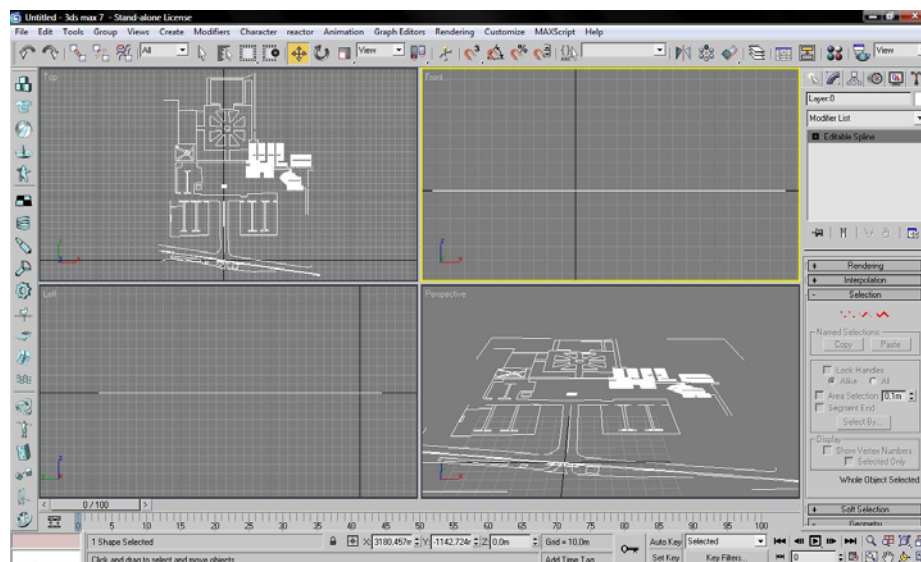 Untitled - 3ds max 7 - Stand-alone License
File Edit Tools Group Views Create Modifiers Character reactor Animation Graph Editors Rendering Customize MAXScript Help
All View View
Top Front
Layer:0
Modifier List
Editable Spline
Rendering
Interpolation
Left Perspective
Selection
Named Selections:
Copy Paste
Lock Handles
Alike All
Area Selection: 0,1m
Segment End
Select By...
Display
Show Vertex Numbers
Selected Only
Whole Object Selected
0 / 100
Soft Selection
Geometry
0 5 10 15 20 25 30 35 40 45 50 55 60 65 70 75 80 85 90 95 100
1 Shape Selected X: 3180,457m Y: -1142,724m Z: 0,0m Grid = 10,0m Auto Key Selected
Click and drag to select and move objects Add Time Tag Set Key Key Filters... 0